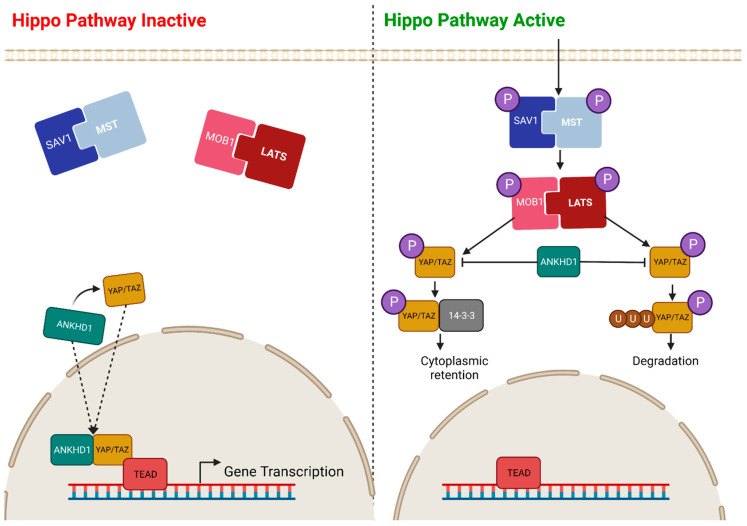 Hippo Pathway Inactive
SAV1
MST
MOB1
LATS
YAP/TAZ
ANKHD1
ANKHD1
YAP/TAZ
TEAD
Gene Transcription
Hippo Pathway Active
P
P
SAV1
MST
P
P
MOB1
LATS
P
YAP/TAZ
ANKHD1
P
YAP/TAZ
P
YAP/TAZ
14-3-3
P
U
U
U
YAP/TAZ
Cytoplasmic
retention
Degradation
TEAD